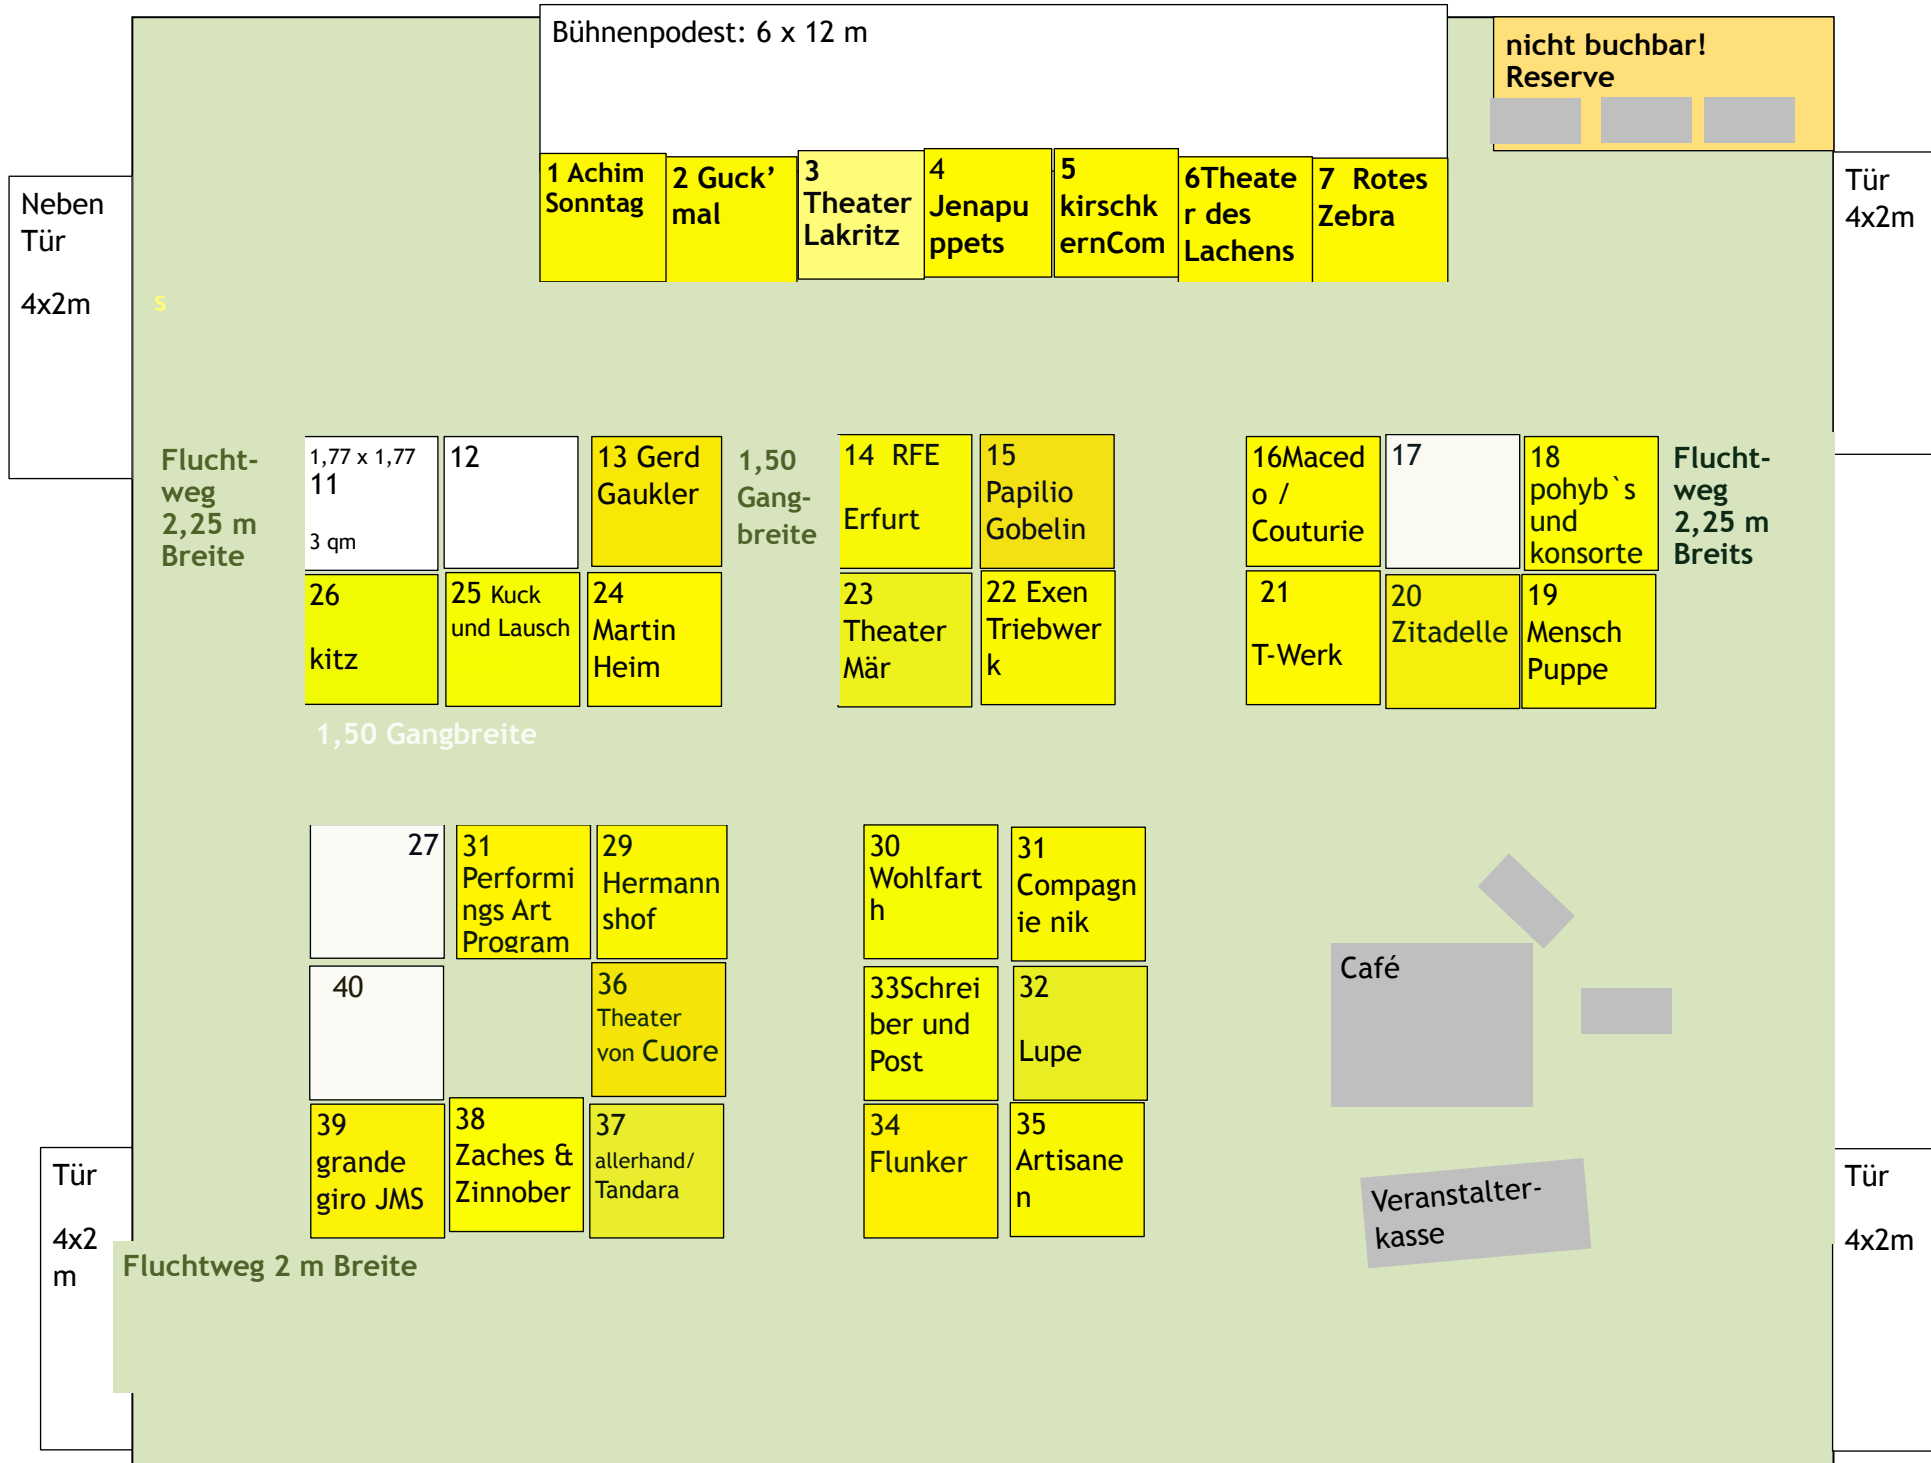 Bühnenpodest: 6 x 12 m
nicht buchbar!
Reserve
Neben
Tür
4x2m
1 Achim
Sonntag
2 Guck’
mal
3
Theater
Lakritz
4
Jenapu
ppets
5
kirschk
ernCom
6Theate
r des
Lachens
7 Rotes
Zebra
Tür
4x2m
s
Flucht-
weg
2,25 m
Breite
1,77 x 1,77
11
3 qm
12
13 Gerd
Gaukler
1,50
Gang-
breite
14 RFE
Erfurt
15
Papilio
Gobelin
16Maced
o /
Couturie
17
18
pohyb`s
und
konsorte
Flucht-
weg
2,25 m
Breits
26
kitz
25 Kuck
und Lausch
24
Martin
Heim
23
Theater
Mär
22 Exen
Triebwer
k
21
T-Werk
20
Zitadelle
19
Mensch
Puppe
1,50 Gangbreite
27
31
Performi
ngs Art
Program
29
Hermann
shof
30
Wohlfart
h
31
Compagn
ie nik
40
36
Theater
von Cuore
33Schrei
ber und
Post
32
Lupe
Café
39
grande
giro JMS
38
Zaches &
Zinnober
37
allerhand/
Tandara
34
Flunker
35
Artisane
n
Veranstalter-
kasse
Tür
4x2
m
Tür
4x2m
Fluchtweg 2 m Breite